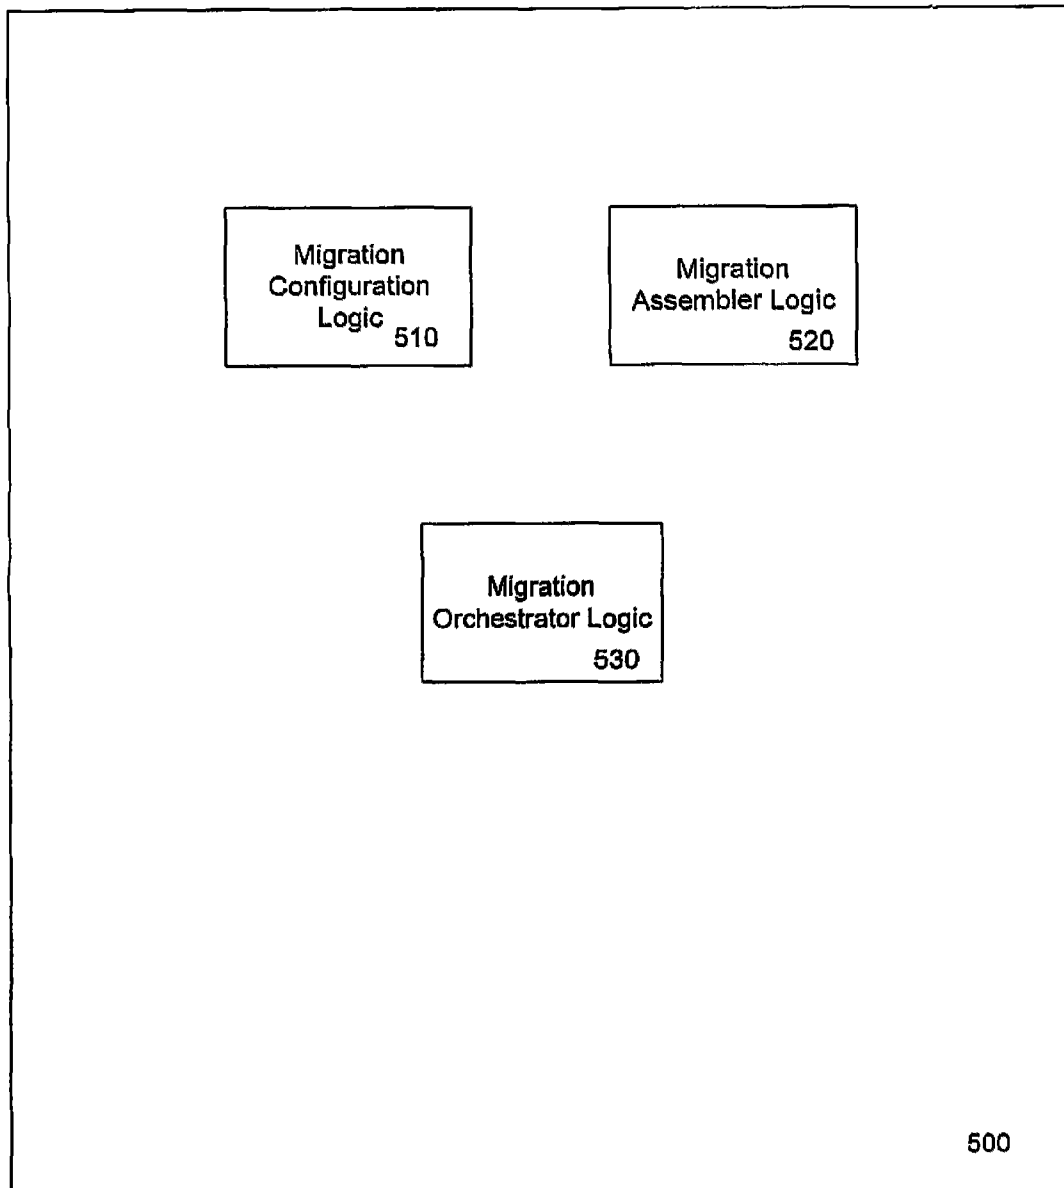 Migration
Configuration
Logic
510
Migration
Assembler Logic
520
Migration
Orchestrator Logic
530
500